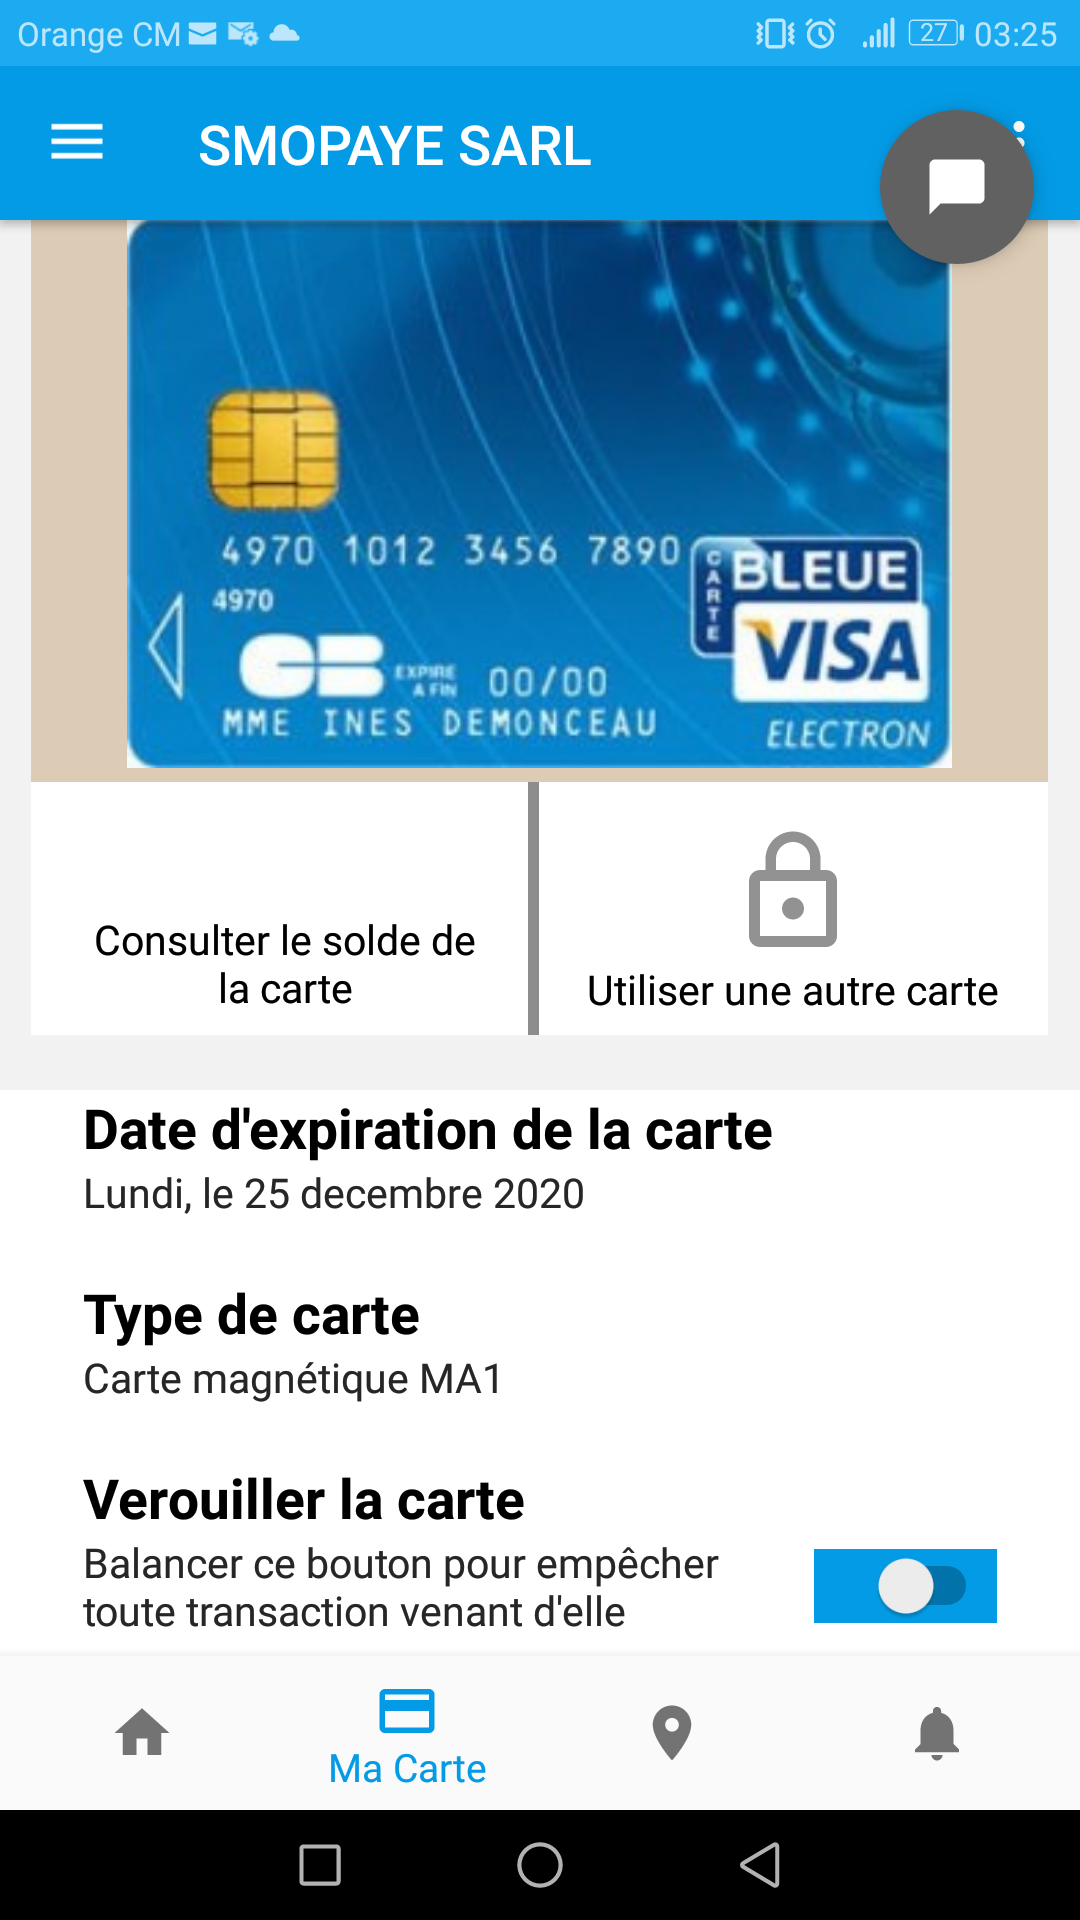 Orange CM 27 03:25
SMOPAYE SARL
4970 1012 3456 7890
4970
CARTE
BLEUE
VISA
CB
EXPIRE
A FIN
00/00
MME INES DEMONCEAU
ELECTRON
Consulter le solde de
la carte
Utiliser une autre carte
Date d'expiration de la carte
Lundi, le 25 decembre 2020
Type de carte
Carte magnétique MA1
Verouiller la carte
Balancer ce bouton pour empêcher
toute transaction venant d'elle
Ma Carte